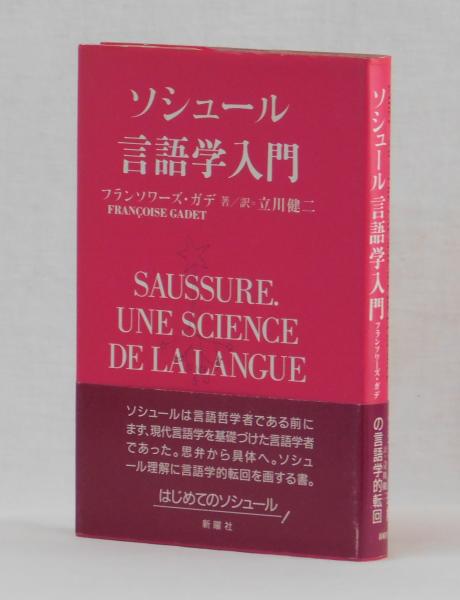 ソシュール
言語学入門
フランソワーズ・ガデ 著／訳= 立川健二
FRANÇOISE GADET
SAUSSURE.
UNE SCIENCE
DE LA LANGUE
ソシュールは言語哲学者である前に
まず、現代言語学を基礎づけた言語学者
であった。思弁から具体へ。ソシュ
ール理解に言語学的転回を画する書。
はじめてのソシュール
新曜社
ソシュール言語学入門
フランソワーズ・ガデ
の言語学的転回